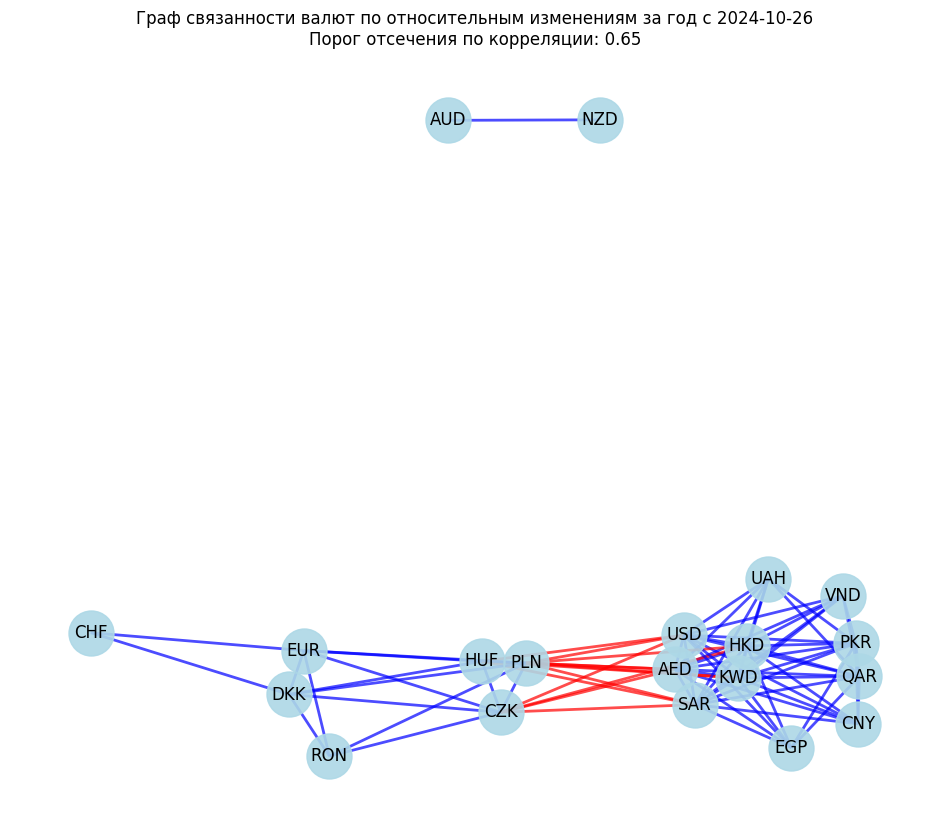 Граф связанности валют по относительным изменениям за год с 2024-10-26
Порог отсечения по корреляции: 0.65
AUD
NZD
UAH
VND
CHF
USD
PKR
HKD
EUR
HUF
PLN
AED
KWD
QAR
DKK
SAR
CZK
CNY
EGP
RON